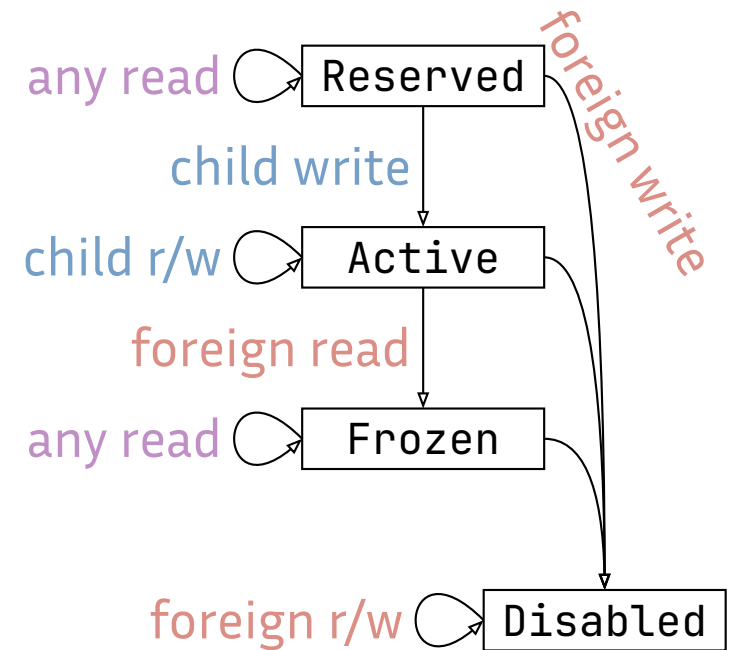 any read
Reserved
foreign write
child write
child r/w
Active
foreign read
any read
Frozen
foreign r/w
Disabled